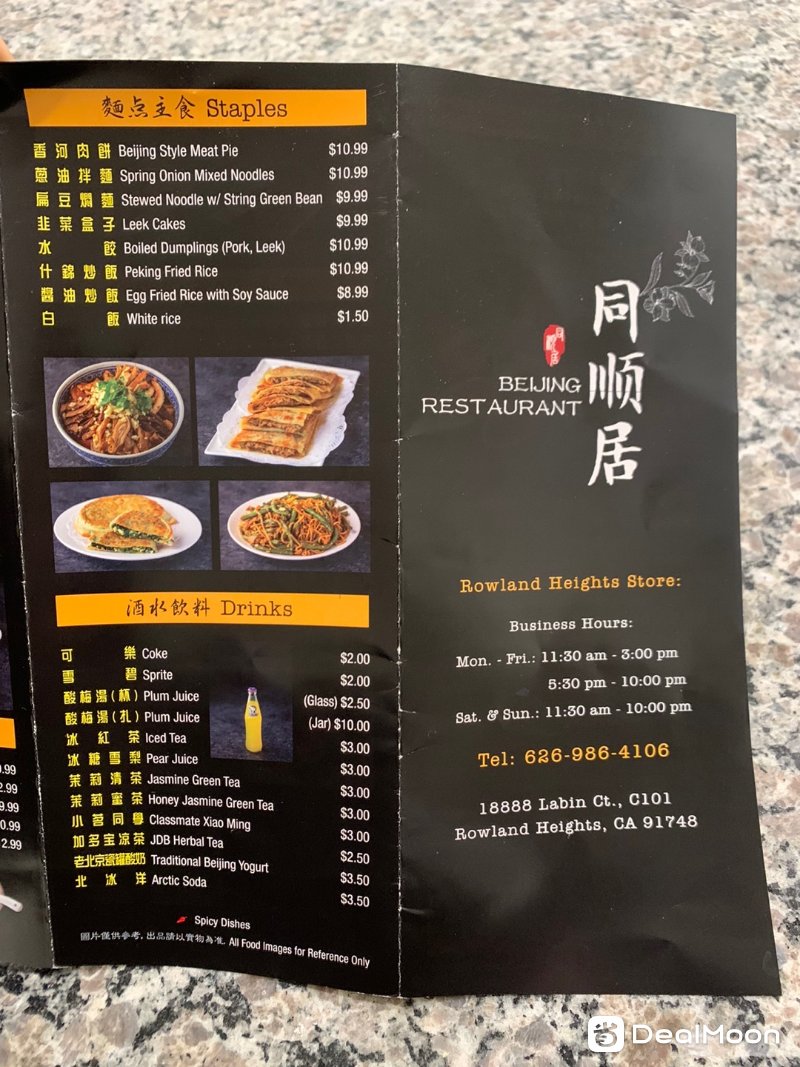 麵点主食 Staples
香河肉餅 Beijing Style Meat Pie $10.99
蔥油拌麵 Spring Onion Mixed Noodles $10.99
扁豆燜麵 Stewed Noodle w/ String Green Bean $9.99
韭菜盒子 Leek Cakes $9.99
水餃 Boiled Dumplings (Pork, Leek) $10.99
什錦炒飯 Peking Fried Rice $10.99
醬油炒飯 Egg Fried Rice with Soy Sauce $8.99
白飯 White rice $1.50
酒水飲料 Drinks
可樂 Coke $2.00
雪碧 Sprite $2.00
酸梅湯(杯) Plum Juice (Glass) $2.50
酸梅湯(扎) Plum Juice (Jar) $10.00
冰紅茶 Iced Tea $3.00
冰糖雪梨 Pear Juice $3.00
茉莉清茶 Jasmine Green Tea $3.00
茉莉蜜茶 Honey Jasmine Green Tea $3.00
小茗同學 Classmate Xiao Ming $3.00
加多宝凉茶 JDB Herbal Tea $2.50
老北京瓷罐酸奶 Traditional Beijing Yogurt $3.50
北冰洋 Arctic Soda $3.50
Spicy Dishes
圖片僅供參考, 出品請以實物為准 All Food Images for Reference Only
同顺居
BEIJING
RESTAURANT
Rowland Heights Store:
Business Hours:
Mon. - Fri.: 11:30 am - 3:00 pm
5:30 pm - 10:00 pm
Sat. & Sun.: 11:30 am - 10:00 pm
Tel: 626-986-4106
18888 Labin Ct., C101
Rowland Heights, CA 91748
DealMoon